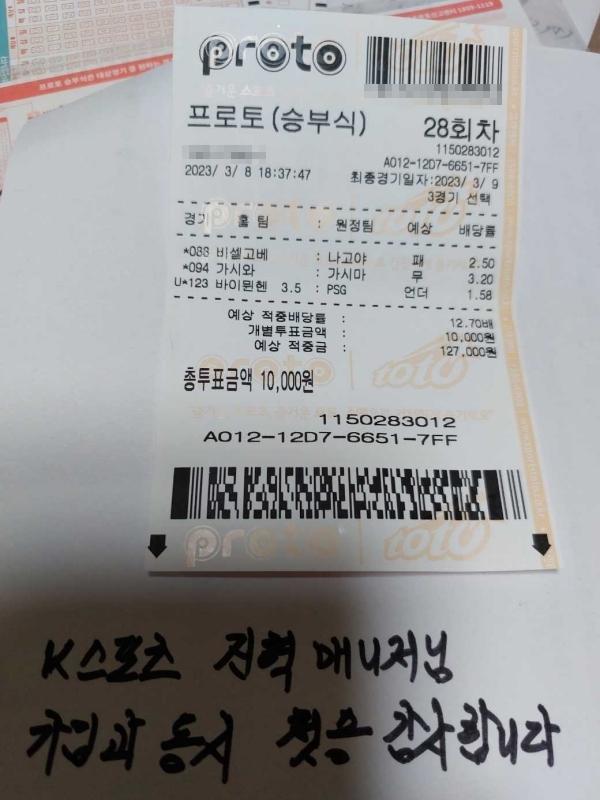 proto
프로토(승부식) 28회차
1150283012
A012-12D7-6651-7FF
2023/ 3/ 8 18:37:47 최종경기일자:2023/ 3/ 9
3경기 선택
경기 홈 팀 : 원정팀 예상 배당률
*088 비셀고베 : 나고야 패 2.50
*094 가시와 : 가시마 무 3.20
U*123 바이뮌헨 3.5 : PSG 언더 1.58
예상 적중배당률 : 12.70배
개별투표금액 : 10,000원
예상 적중금 : 127,000원
총투표금액 10,000원
1150283012
A012-12D7-6651-7FF
proto toto
K스포츠 진혁 매니저님
가입과 동시 첫승 감사합니다